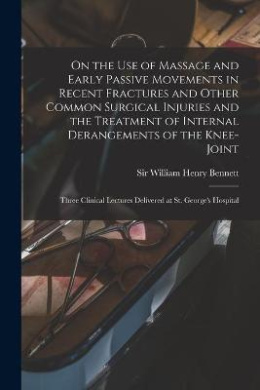 On the Use of Massage and
Early Passive Movements in
Recent Fractures and Other
Common Surgical Injuries and
the Treatment of Internal
Derangements of the Knee-
Joint
Sir William Henry Bennett
Three Clinical Lectures Delivered at St. George's Hospital